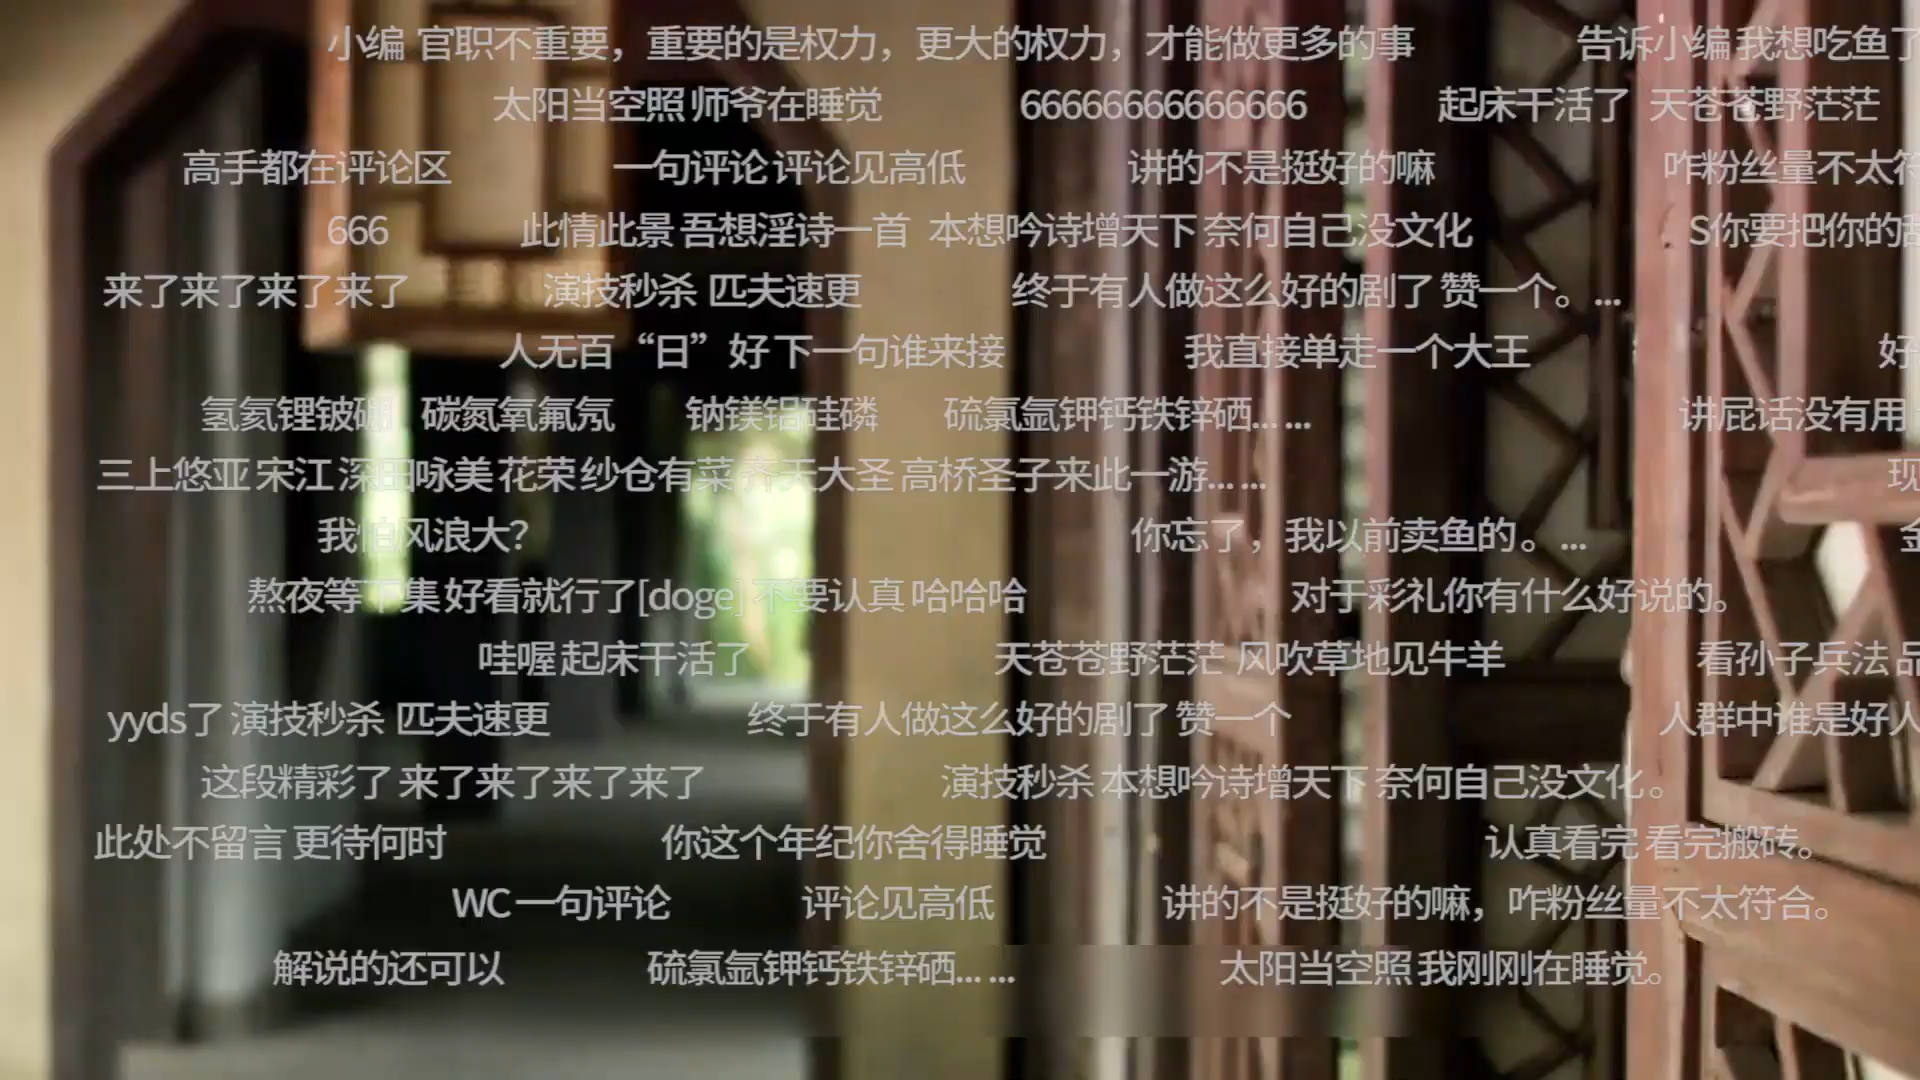 小编 官职不重要，重要的是权力，更大的权力，才能做更多的事 告诉小编 我想吃鱼了
太阳当空照 师爷在睡觉 66666666666666 起床干活了 天苍苍野茫茫
高手都在评论区 一句评论 评论见高低 讲的不是挺好的嘛 咋粉丝量不太符
666 此情此景 吾想淫诗一首 本想吟诗增天下 奈何自己没文化 S你要把你的
来了来了来了来了 演技秒杀 匹夫速更 终于有人做这么好的剧了 赞一个。...
人无百“日”好 下一句谁来接 我直接单走一个大王 好
氢氦锂铍硼 碳氮氧氟氖 钠镁铝硅磷 硫氯氩钾钙铁锌硒... ... 讲屁话没有用
三上悠亚 宋江 深田咏美 花荣 纱仓有菜 齐天大圣 高桥圣子来此一游... ... 现
我怕风浪大？ 你忘了，我以前卖鱼的。... 金
熬夜等下集 好看就行了[doge] 不要认真 哈哈哈 对于彩礼你有什么好说的。
哇喔 起床干活了 天苍苍野茫茫 风吹草地见牛羊 看孙子兵法 品
yyds了 演技秒杀 匹夫速更 终于有人做这么好的剧了 赞一个 人群中谁是好人
这段精彩了 来了来了来了来了 演技秒杀 本想吟诗增天下 奈何自己没文化。
此处不留言 更待何时 你这个年纪你舍得睡觉 认真看完 看完搬砖。
WC 一句评论 评论见高低 讲的不是挺好的嘛，咋粉丝量不太符合。
解说的还可以 硫氯氩钾钙铁锌硒... ... 太阳当空照 我刚刚在睡觉。